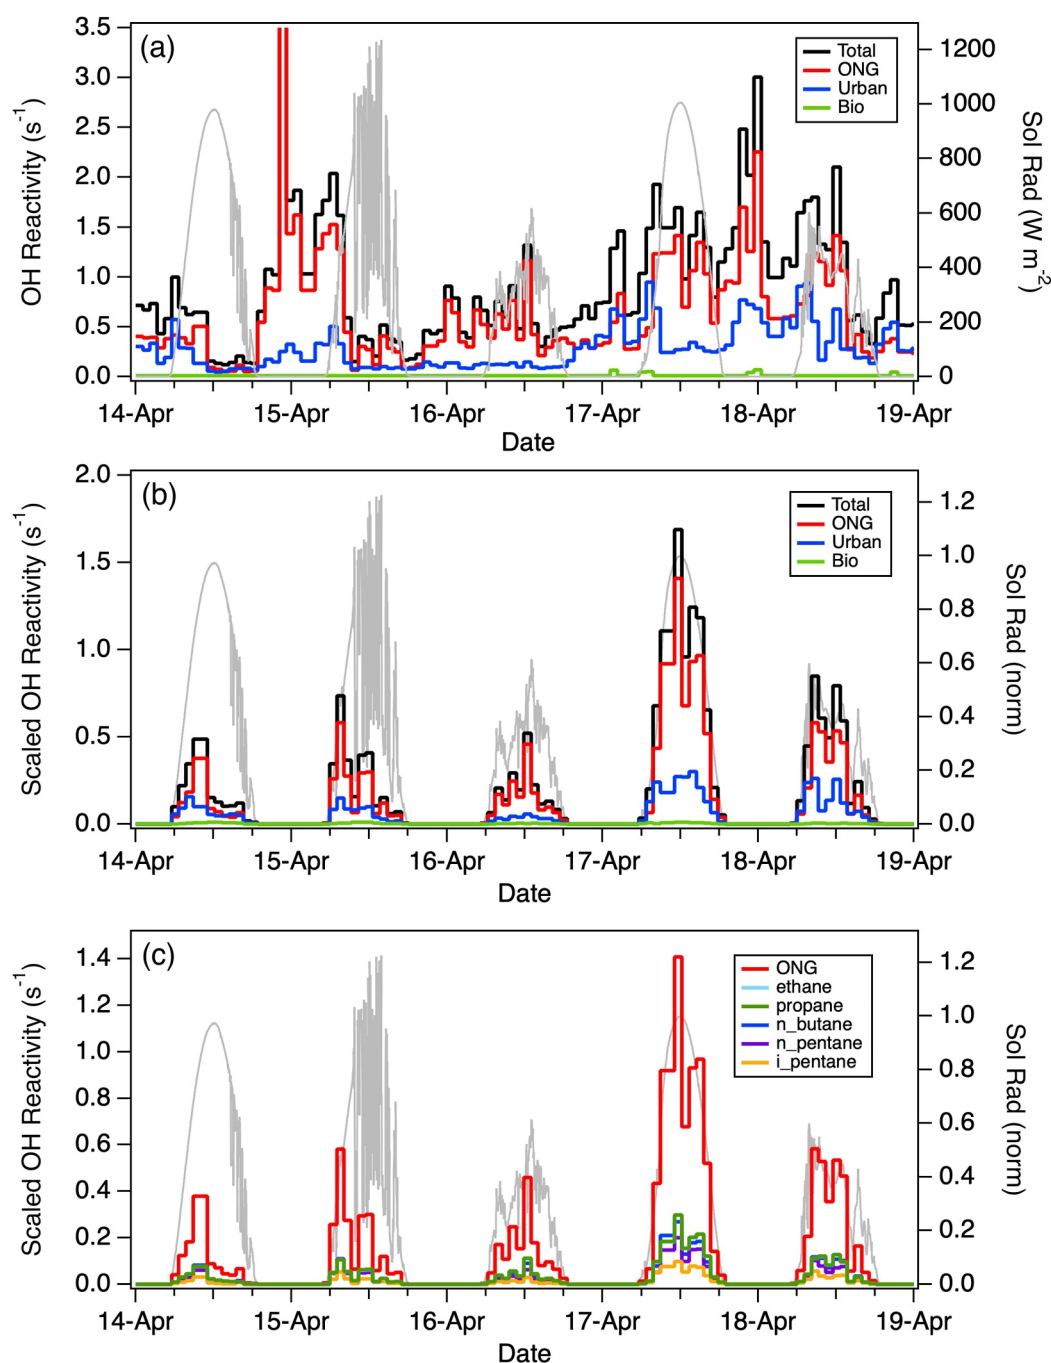 (a)
3.5
3.0
2.5
2.0
1.5
1.0
0.5
0.0
OH Reactivity (s-1)
Total
ONG
Urban
Bio
1200
1000
800
600
400
200
0
Sol Rad (W m-2)
14-Apr 15-Apr 16-Apr 17-Apr 18-Apr 19-Apr
Date
(b)
2.0
1.5
1.0
0.5
0.0
Scaled OH Reactivity (s-1)
Total
ONG
Urban
Bio
1.2
1.0
0.8
0.6
0.4
0.2
0.0
Sol Rad (norm)
14-Apr 15-Apr 16-Apr 17-Apr 18-Apr 19-Apr
Date
(c)
1.4
1.2
1.0
0.8
0.6
0.4
0.2
0.0
Scaled OH Reactivity (s-1)
ONG
ethane
propane
n_butane
n_pentane
i_pentane
1.2
1.0
0.8
0.6
0.4
0.2
0.0
Sol Rad (norm)
14-Apr 15-Apr 16-Apr 17-Apr 18-Apr 19-Apr
Date